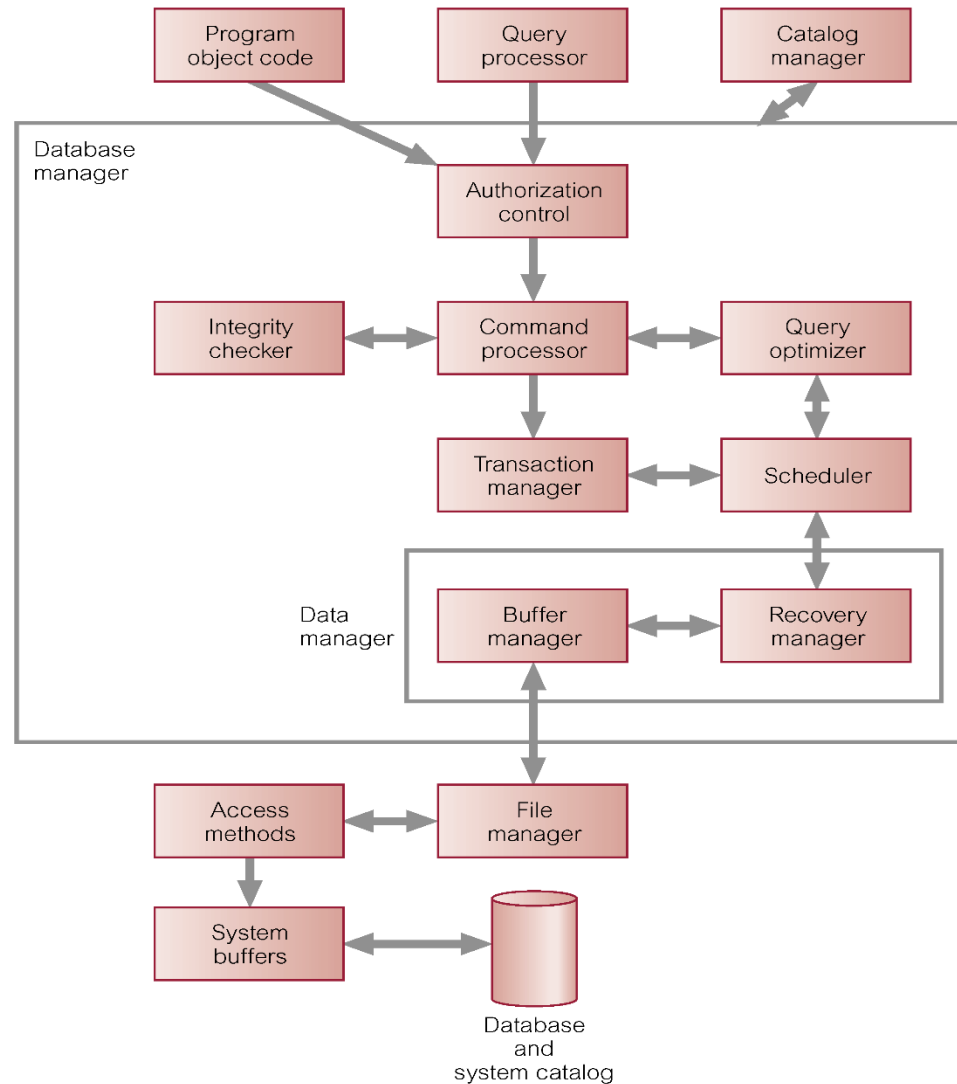 Program
object code
Query
processor
Catalog
manager
Database
manager
Authorization
control
Integrity
checker
Command
processor
Query
optimizer
Transaction
manager
Scheduler
Data
manager
Buffer
manager
Recovery
manager
Access
methods
File
manager
System
buffers
Database
and
system catalog